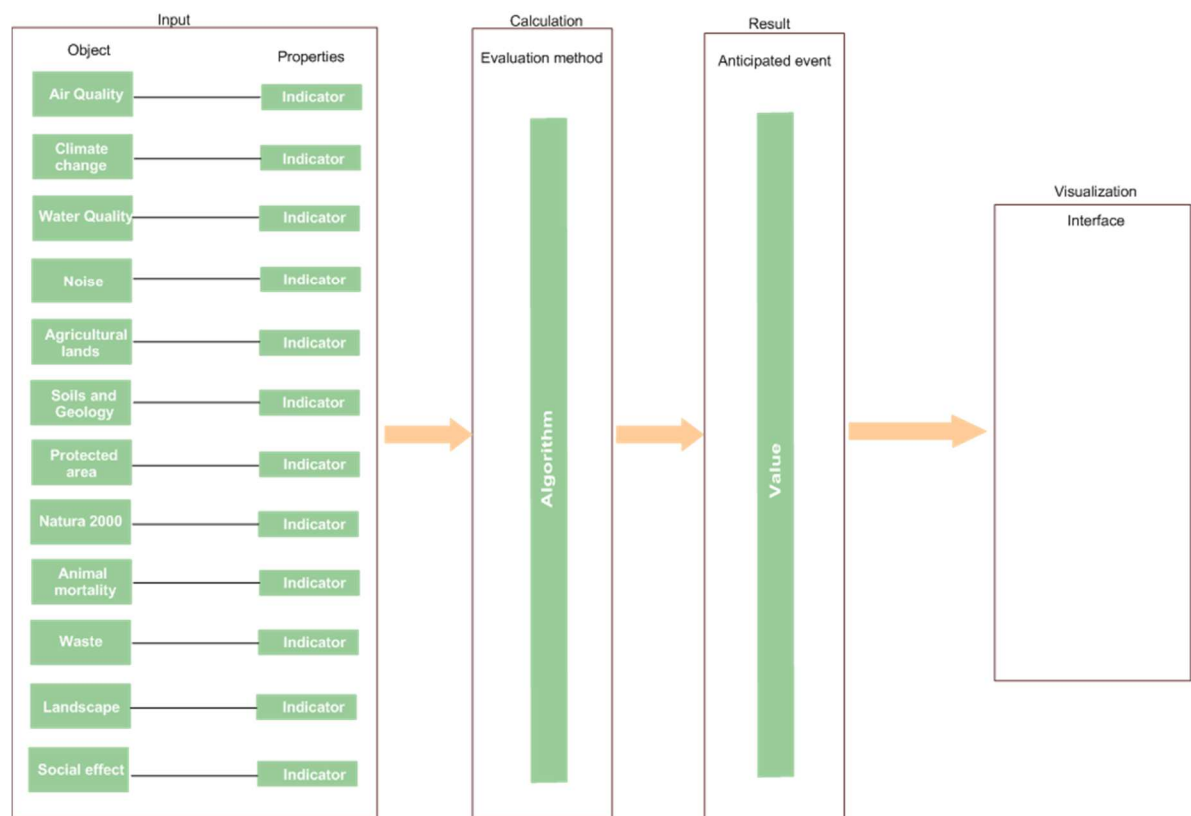 Input
Object
Properties
Air Quality
Indicator
Climate
change
Indicator
Water Quality
Indicator
Noise
Indicator
Agricultural
lands
Indicator
Soils and
Geology
Indicator
Protected
area
Indicator
Natura 2000
Indicator
Animal
mortality
Indicator
Waste
Indicator
Landscape
Indicator
Social effect
Indicator
Calculation
Evaluation method
Algorithm
Result
Anticipated event
Value
Visualization
Interface